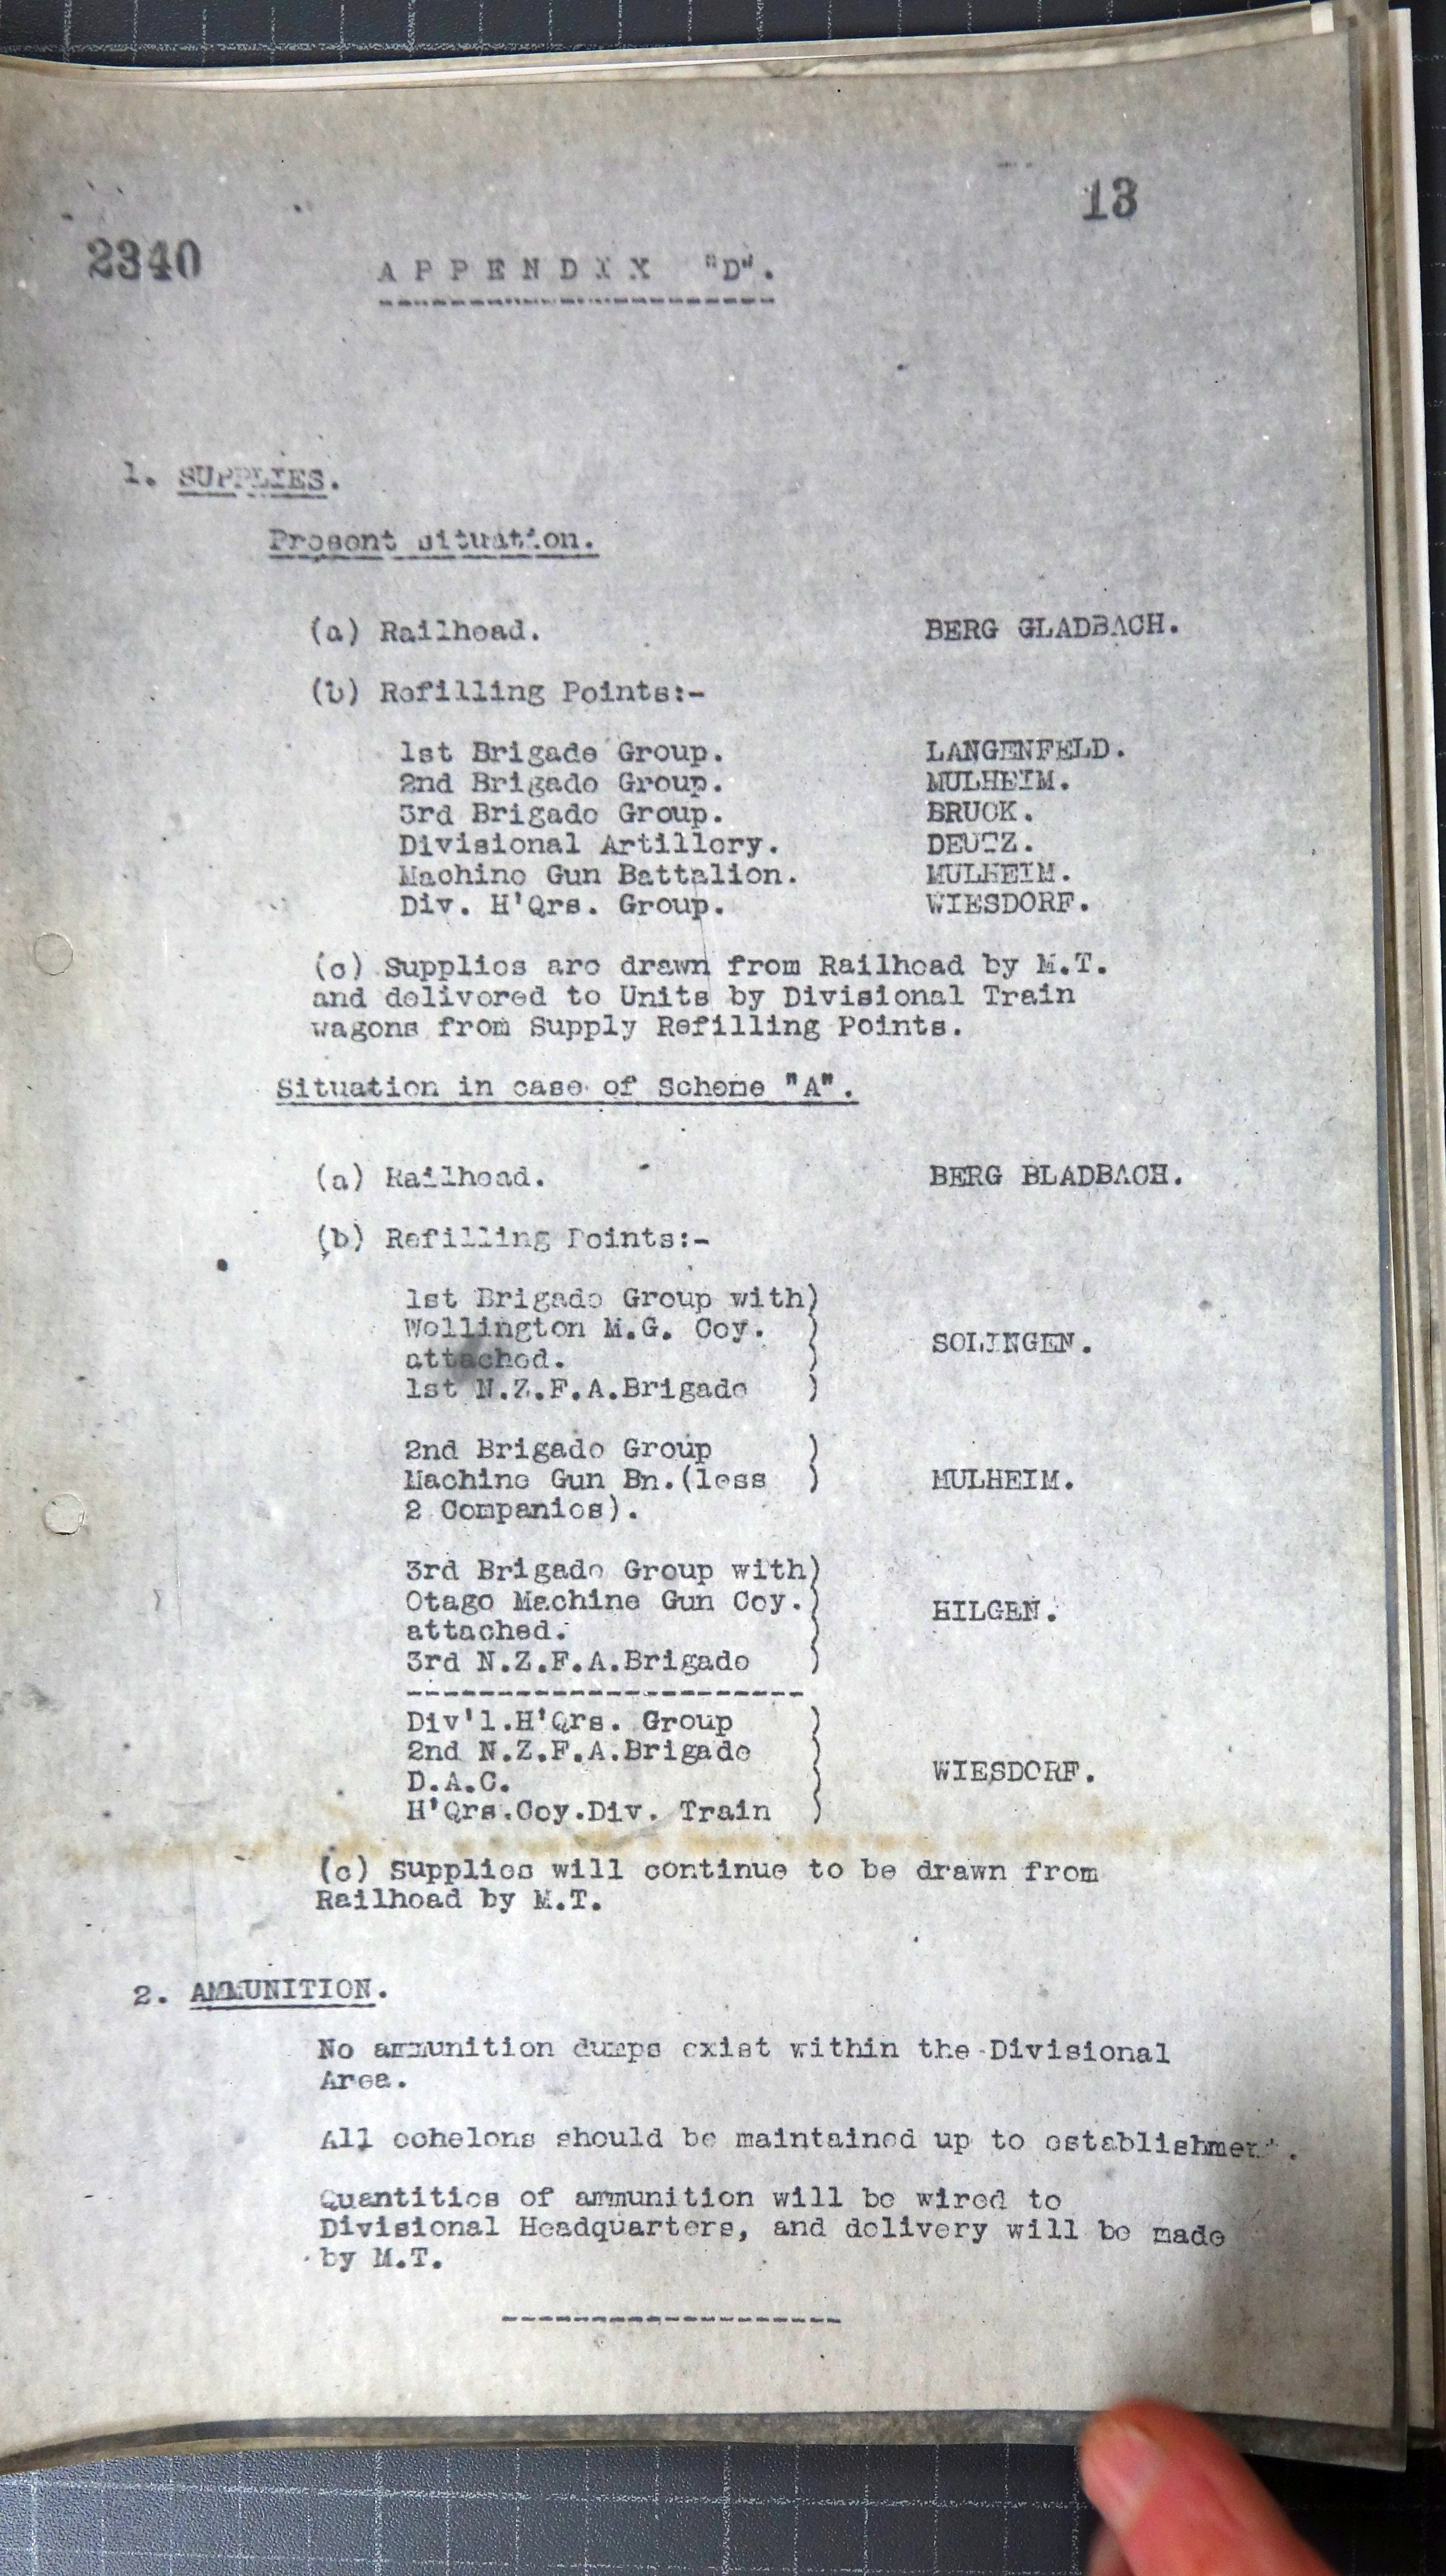 13
2340
APPENDIX "D".
1. SUPPLIES.
Present situation.
(a) Railhead.    BERG GLADBACH.
(b) Refilling Points:-
1st Brigade Group.    LANGENFELD.
2nd Brigade Group.    MULHEIM.
3rd Brigade Group.    BRUCK.
Divisional Artillery.    DEUTZ.
Machine Gun Battalion.    MULHEIM.
Div. H'Qrs. Group.    WIESDORF.
(c) Supplies are drawn from Railhead by M.T.
and delivered to Units by Divisional Train
wagons from Supply Refilling Points.
Situation in case of Scheme "A".
(a) Railhead.    BERG BLADBACH.
(b) Refilling Points:-
1st Brigade Group with)
Wellington M.G. Coy. )
attached. )    SOLINGEN.
1st N.Z.F.A.Brigade )
2nd Brigade Group )
Machine Gun Bn.(less )    MULHEIM.
2 Companies).
3rd Brigade Group with)
Otago Machine Gun Coy.)    HILGEN.
attached. )
3rd N.Z.F.A.Brigade )
----------------------
Div'l.H'Qrs. Group )
2nd N.Z.F.A.Brigade )    WIESDORF.
D.A.C. )
H'Qrs.Coy.Div. Train )
(c) Supplies will continue to be drawn from
Railhead by M.T.
2. AMMUNITION.
No ammunition dumps exist within the Divisional
Area.
All echelons should be maintained up to establishment.
Quantities of ammunition will be wired to
Divisional Headquarters, and delivery will be made
by M.T.
-------------------